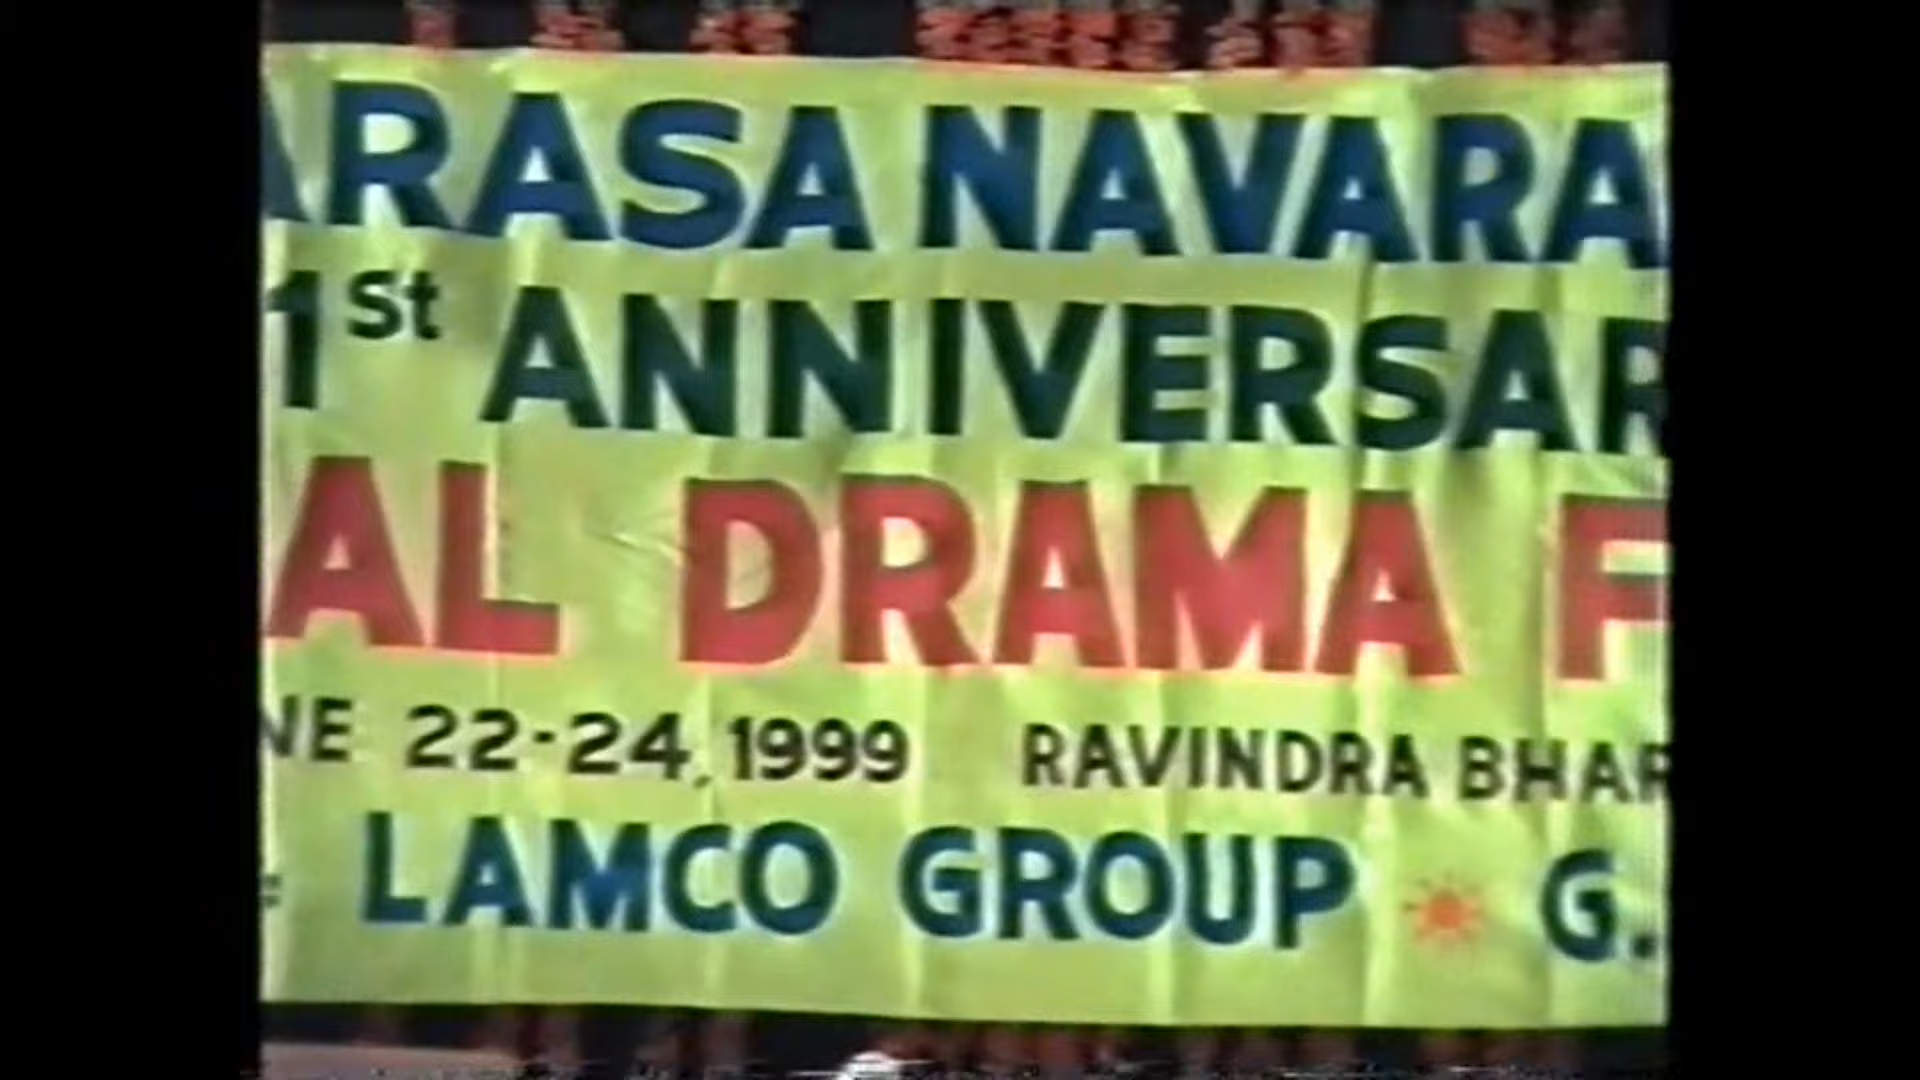 ARASA NAVARA
1st ANNIVERSAR
AL DRAMA F
NE 22-24, 1999 RAVINDRA BHAR
: LAMCO GROUP G.